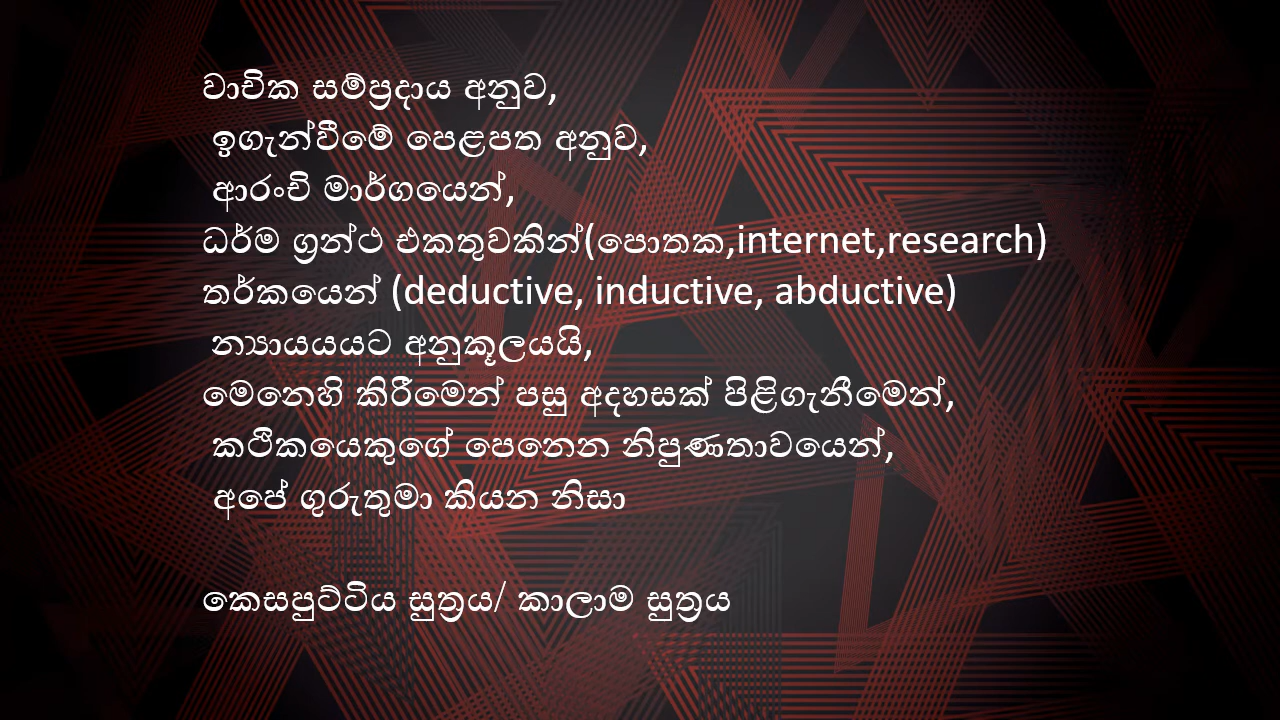 වාචික සම්ප්‍රදාය අනුව,
ඉගැන්වීමේ පෙළපත අනුව,
ආරංචි මාර්ගයෙන්,
ධර්ම ග්‍රන්ථ එකතුවකින්(පොතක,internet,research)
තර්කයෙන් (deductive, inductive, abductive)
න්‍යායයයට අනුකූලයයි,
මෙනෙහි කිරීමෙන් පසු අදහසක් පිළිගැනීමෙන්,
කථිකයෙකුගේ පෙනෙන නිපුණතාවයෙන්,
අපේ ගුරුතුමා කියන නිසා
කෙසපුට්ටිය සුත්‍රය/ කාලාම සුත්‍රය